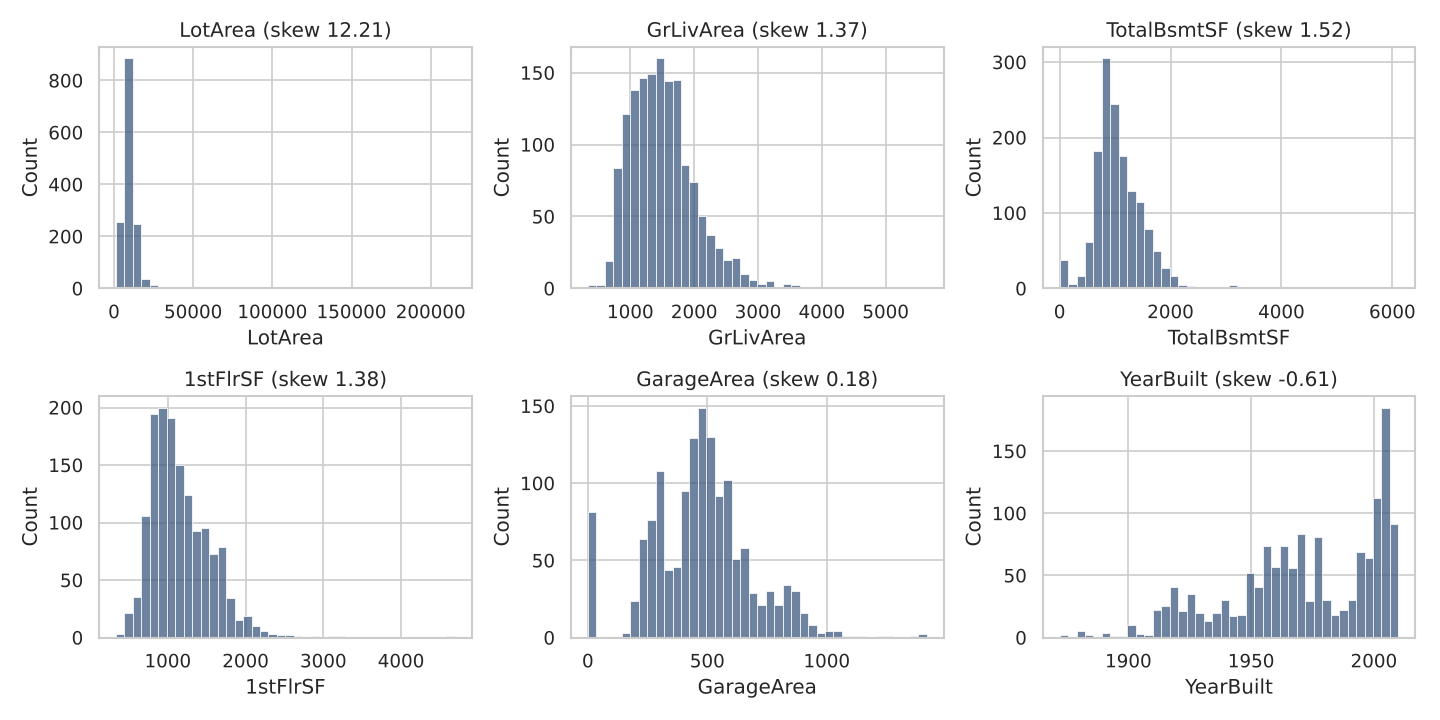 LotArea (skew 12.21)
GrLivArea (skew 1.37)
TotalBsmtSF (skew 1.52)
Count
800
600
400
200
0
0 50000 100000 150000 200000
LotArea
Count
150
100
50
0
1000 2000 3000 4000 5000
GrLivArea
Count
300
200
100
0
0 2000 4000 6000
TotalBsmtSF
1stFlrSF (skew 1.38)
GarageArea (skew 0.18)
YearBuilt (skew -0.61)
Count
200
150
100
50
0
1000 2000 3000 4000
1stFlrSF
Count
150
100
50
0
0 500 1000
GarageArea
Count
150
100
50
0
1900 1950 2000
YearBuilt